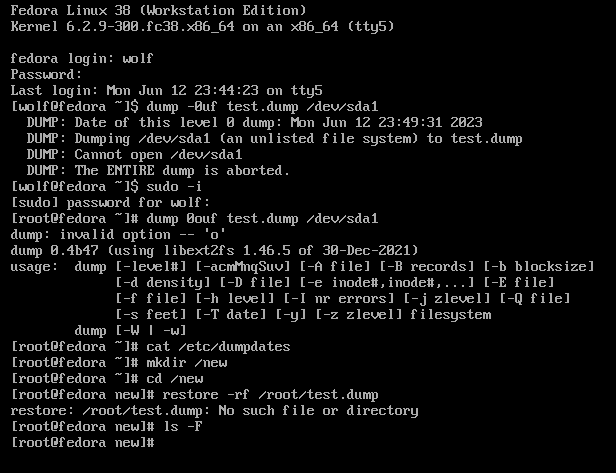 Fedora Linux 38 (Workstation Edition)
Kernel 6.2.9-300.fc38.x86_64 on an x86_64 (tty5)

fedora login: wolf
Password:
Last login: Mon Jun 12 23:44:23 on tty5
[wolf@fedora ~]$ dump -0uf test.dump /dev/sda1
  DUMP: Date of this level 0 dump: Mon Jun 12 23:49:31 2023
  DUMP: Dumping /dev/sda1 (an unlisted file system) to test.dump
  DUMP: Cannot open /dev/sda1
  DUMP: The ENTIRE dump is aborted.
[wolf@fedora ~]$ sudo -i
[sudo] password for wolf:
[root@fedora ~]# dump 0ouf test.dump /dev/sda1
dump: invalid option -- 'o'
dump 0.4b47 (using libext2fs 1.46.5 of 30-Dec-2021)
usage:  dump [-level#] [-acmMnqSuv] [-A file] [-B records] [-b blocksize]
             [-d density] [-D file] [-e inode#,inode#,...] [-E file]
             [-f file] [-h level] [-I nr errors] [-j zlevel] [-Q file]
             [-s feet] [-T date] [-y] [-z zlevel] filesystem
        dump [-W | -w]
[root@fedora ~]# cat /etc/dumpdates
[root@fedora ~]# mkdir /new
[root@fedora ~]# cd /new
[root@fedora new]# restore -rf /root/test.dump
restore: /root/test.dump: No such file or directory
[root@fedora new]# ls -F
[root@fedora new]#